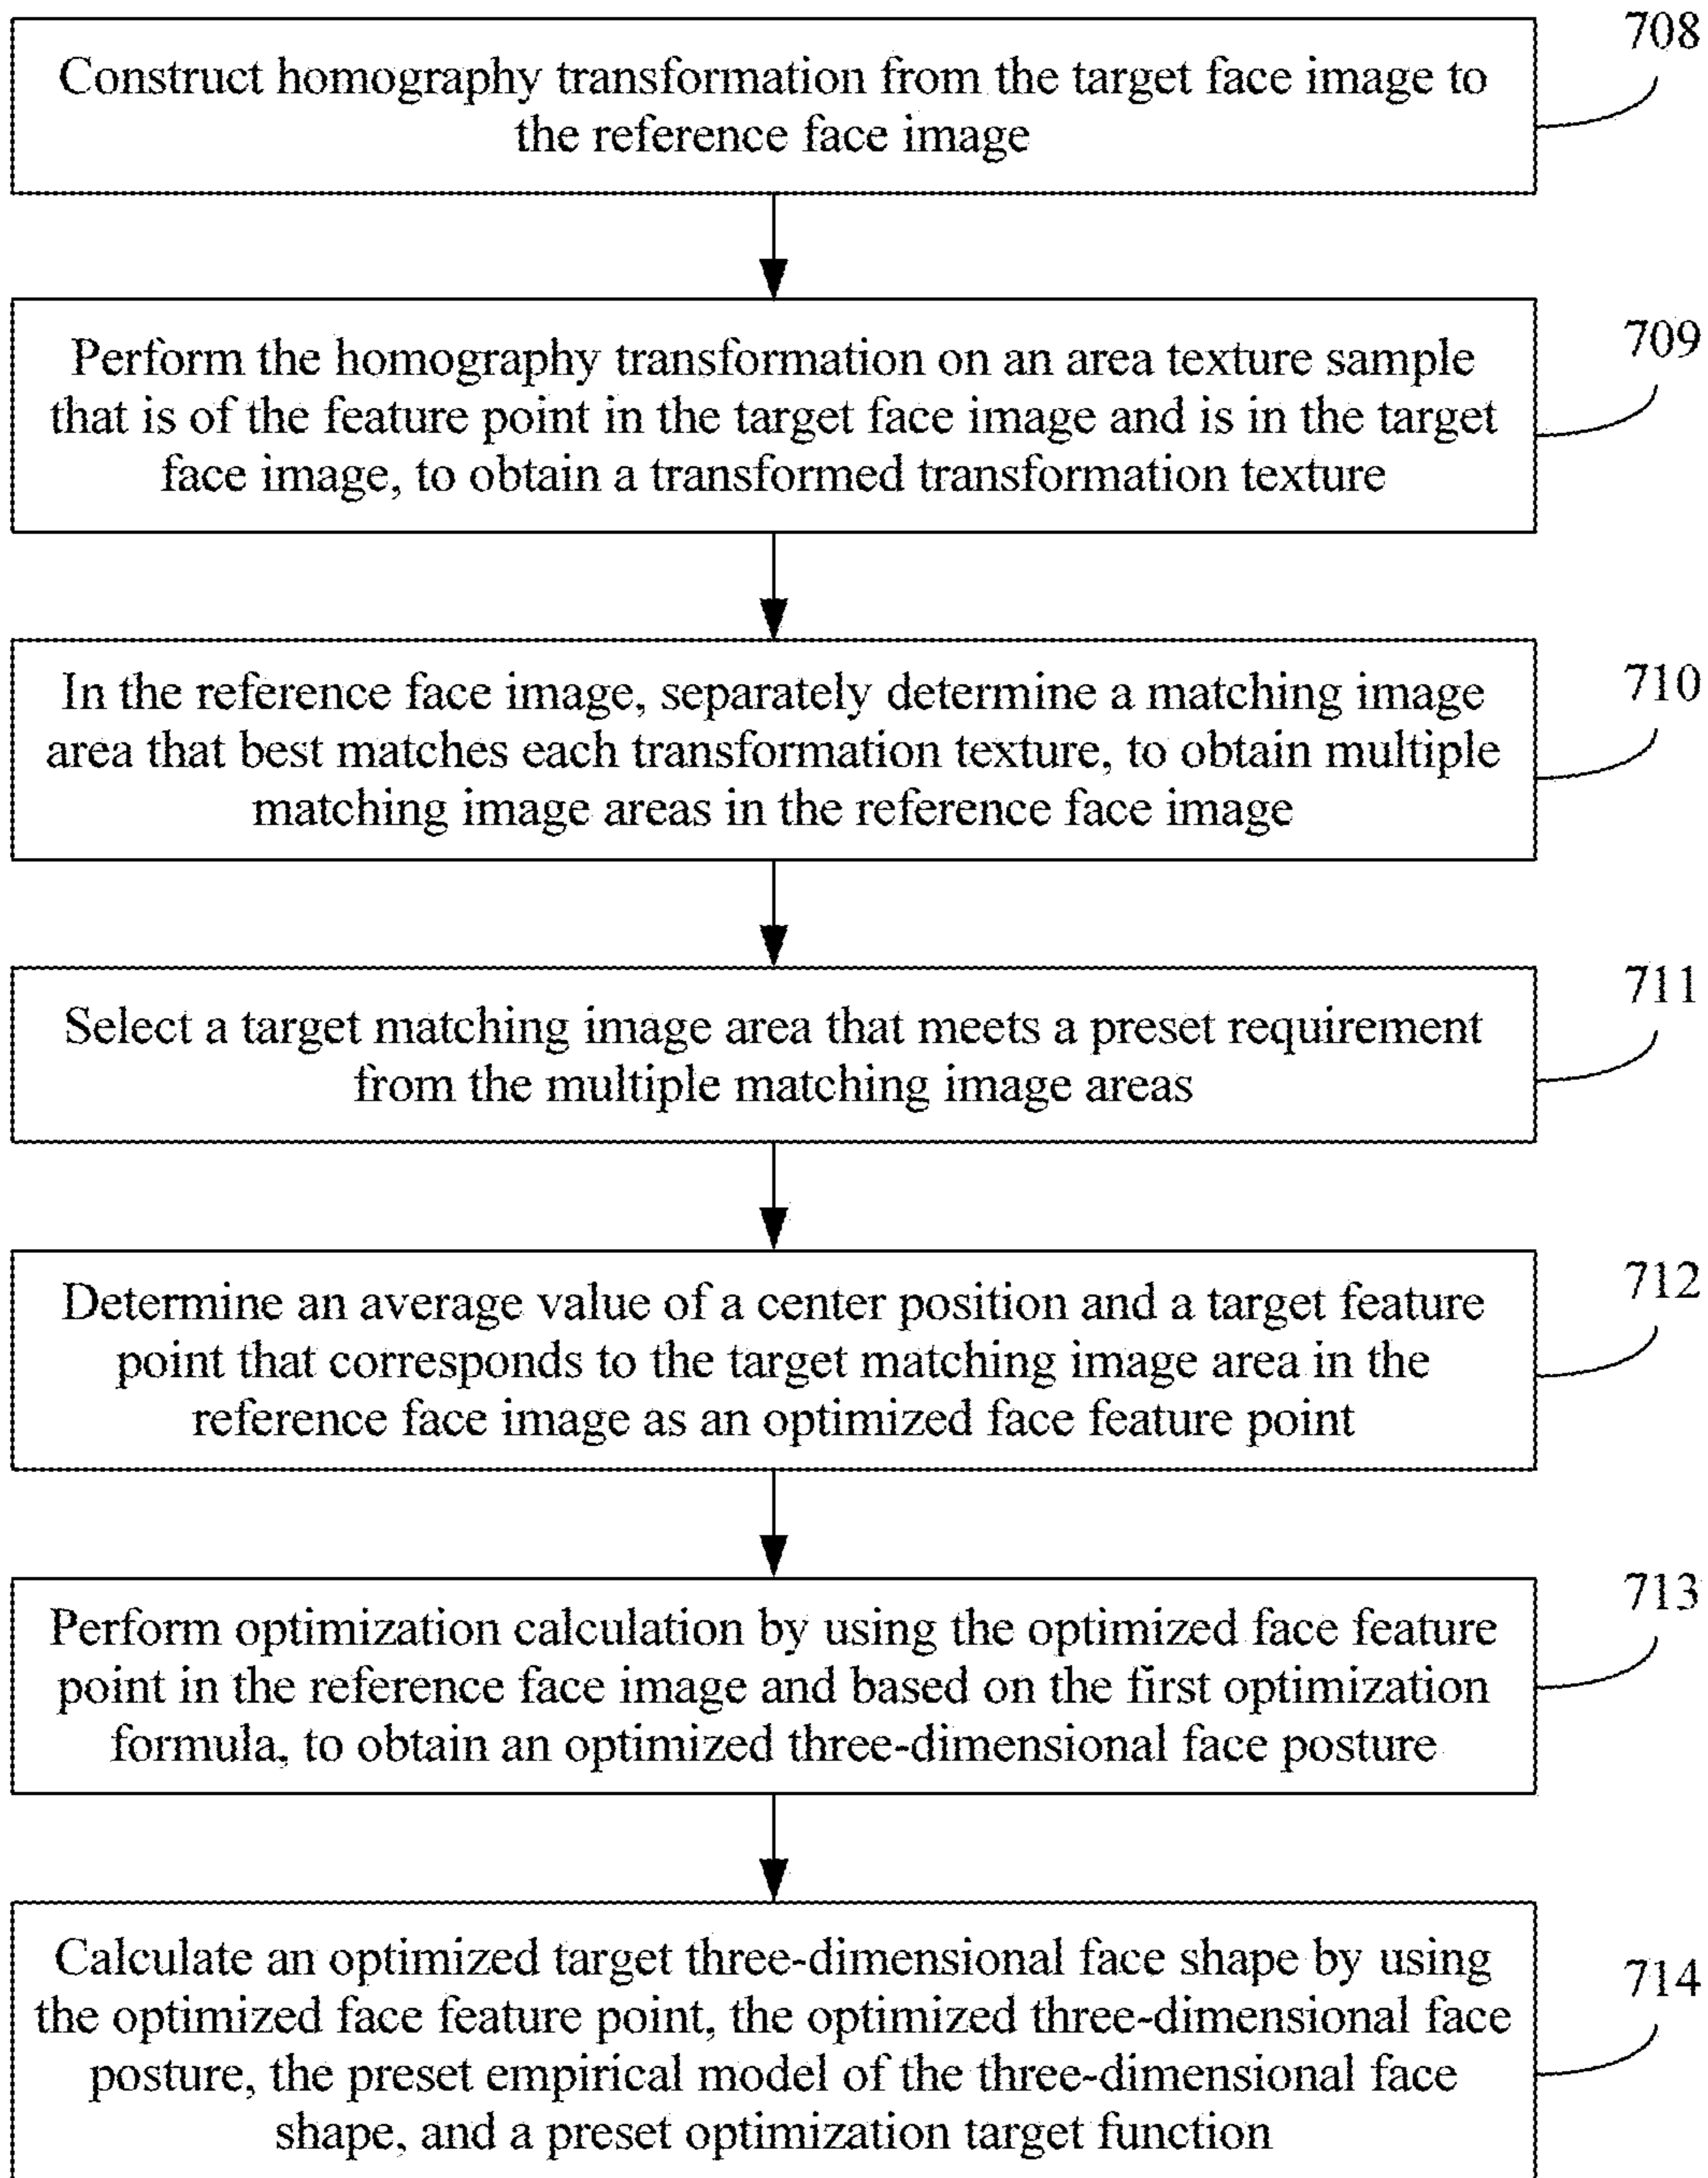 708
Construct homography transformation from the target face image to
the reference face image
709
Perform the homography transformation on an area texture sample
that is of the feature point in the target face image and is in the target
face image, to obtain a transformed transformation texture
710
In the reference face image, separately determine a matching image
area that best matches each transformation texture, to obtain multiple
matching image areas in the reference face image
711
Select a target matching image area that meets a preset requirement
from the multiple matching image areas
712
Determine an average value of a center position and a target feature
point that corresponds to the target matching image area in the
reference face image as an optimized face feature point
713
Perform optimization calculation by using the optimized face feature
point in the reference face image and based on the first optimization
formula, to obtain an optimized three-dimensional face posture
714
Calculate an optimized target three-dimensional face shape by using
the optimized face feature point, the optimized three-dimensional face
posture, the preset empirical model of the three-dimensional face
shape, and a preset optimization target function